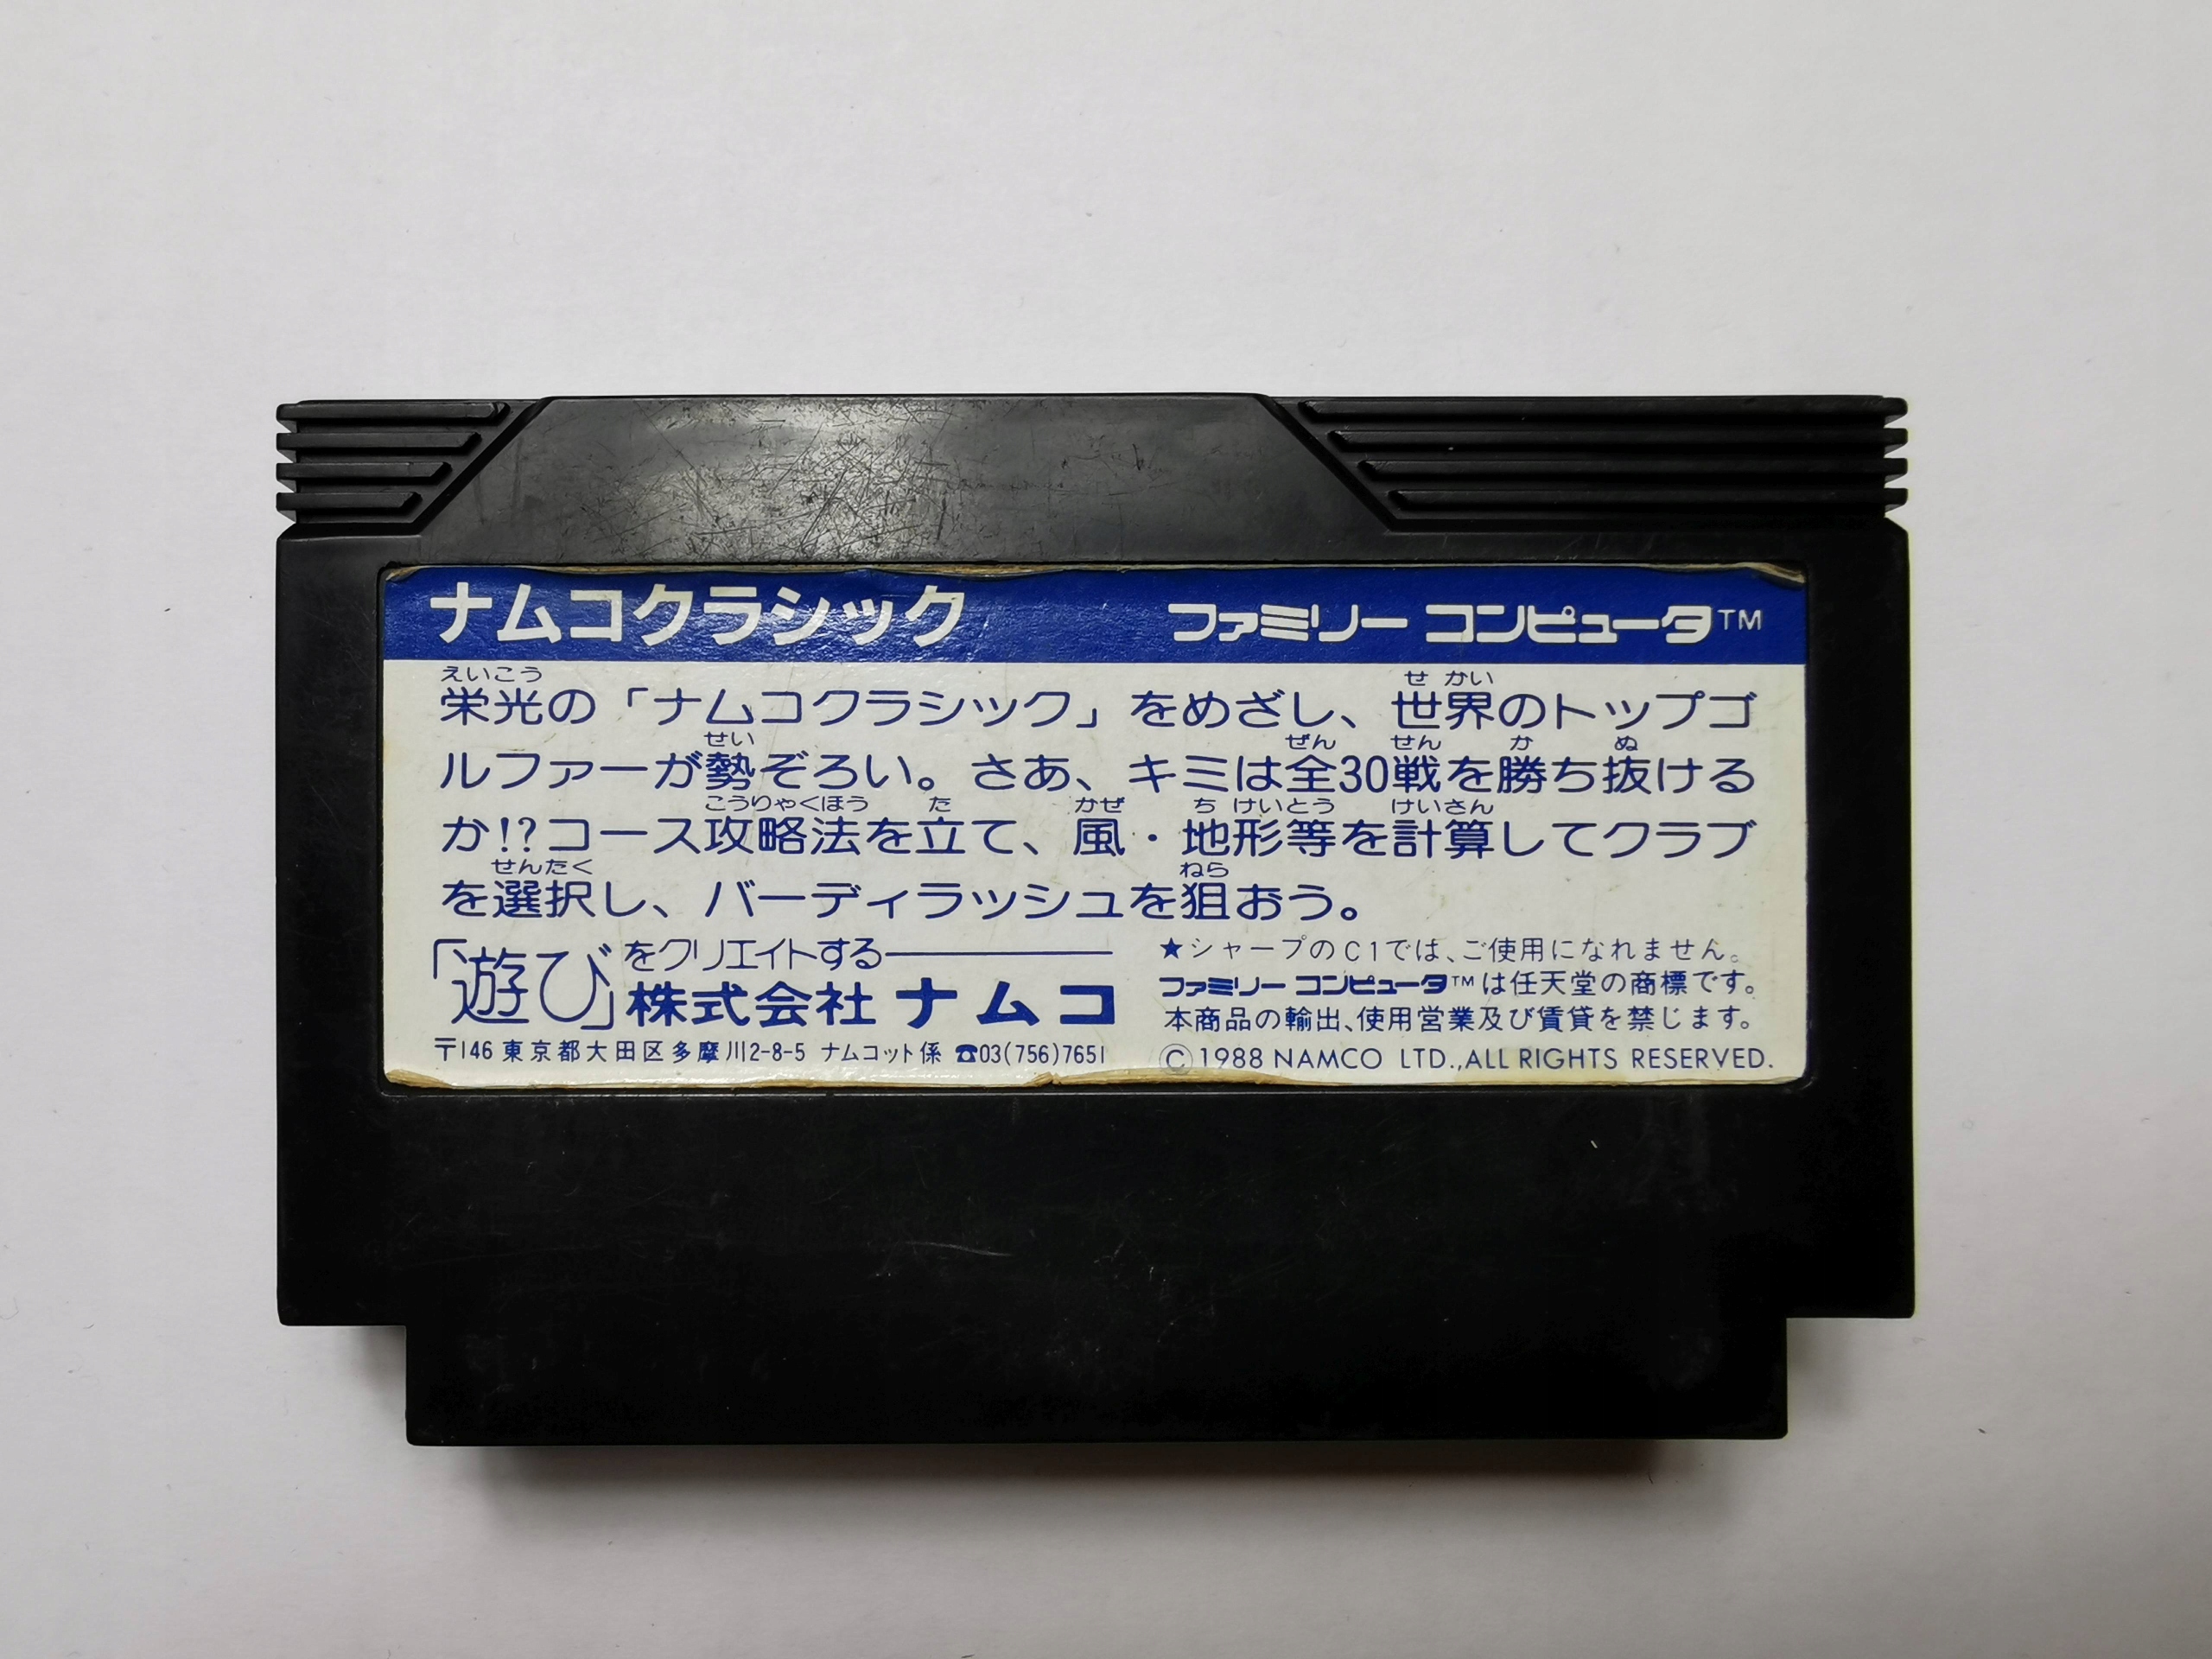 ナムコクラシック
ファミリー コンピュータ™
えいこう せかい
栄光の「ナムコクラシック」をめざし、世界のトップゴ
せい ぜん せん か ぬ
ルファーが勢ぞろい。さあ、キミは全30戦を勝ち抜ける
こうりゃくほう た かぜ ち けいとう けいさん
か!?コース攻略法を立て、風・地形等を計算してクラブ
せんたく ねら
を選択し、バーディラッシュを狙おう。
「遊び」をクリエイトする
株式会社 ナムコ
〒146 東京都大田区多摩川2-8-5 ナムコット係 ☎03(756)7651
★シャープのC1では、ご使用になれません。
ファミリー コンピュータ™は任天堂の商標です。
本商品の輸出、使用営業及び賃貸を禁じます。
©1988 NAMCO LTD.,ALL RIGHTS RESERVED.